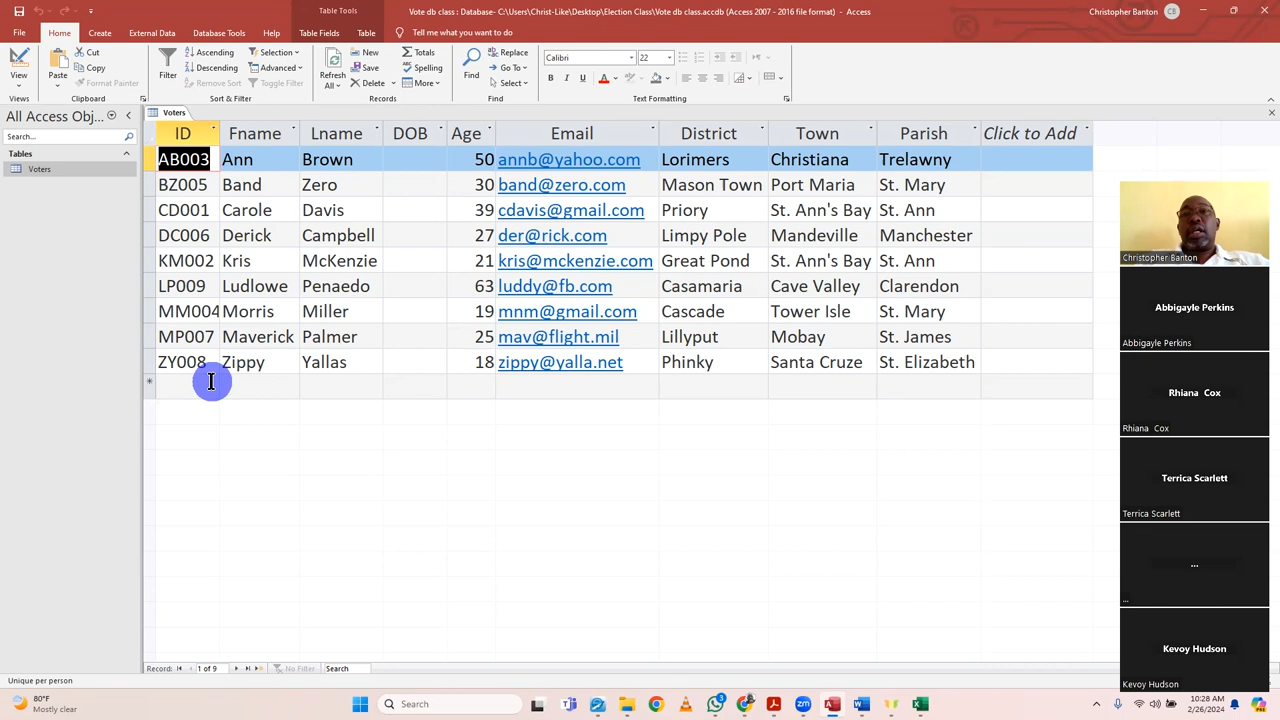 Table Tools
Vote db class : Database- C:\Users\Christ-Like\Desktop\Election Class\Vote db class.accdb (Access 2007 - 2016 file format) - Access
Christopher Banton CB
File Home Create External Data Database Tools Help Table Fields Table Tell me what you want to do
View
Views
Paste
Cut
Copy
Format Painter
Clipboard
Filter
Ascending
Descending
Remove Sort
Selection
Advanced
Toggle Filter
Sort & Filter
Refresh
All
New
Save
Delete
Totals
Spelling
More
Records
Find
Replace
Go To
Select
Find
Calibri 22
B I U A
Text Formatting
All Access Obj...
Search...
Tables
Voters
Voters
ID Fname Lname DOB Age Email District Town Parish Click to Add
AB003 Ann Brown 50 annb@yahoo.com Lorimers Christiana Trelawny
BZ005 Band Zero 30 band@zero.com Mason Town Port Maria St. Mary
CD001 Carole Davis 39 cdavis@gmail.com Priory St. Ann's Bay St. Ann
DC006 Derick Campbell 27 der@rick.com Limpy Pole Mandeville Manchester
KM002 Kris McKenzie 21 kris@mckenzie.com Great Pond St. Ann's Bay St. Ann
LP009 Ludlowe Penaedo 63 luddy@fb.com Casamaria Cave Valley Clarendon
MM004 Morris Miller 19 mnm@gmail.com Cascade Tower Isle St. Mary
MP007 Maverick Palmer 25 mav@flight.mil Lillyput Mobay St. James
ZY008 Zippy Yallas 18 zippy@yalla.net Phinky Santa Cruze St. Elizabeth
Christopher Banton
Abbigayle Perkins
Abbigayle Perkins
Rhiana Cox
Rhiana Cox
Terrica Scarlett
Terrica Scarlett
...
...
Kevoy Hudson
Kevoy Hudson
Record: 1 of 9 No Filter Search
Unique per person
80°F
Mostly clear
Search
3
10:28 AM
2/26/2024